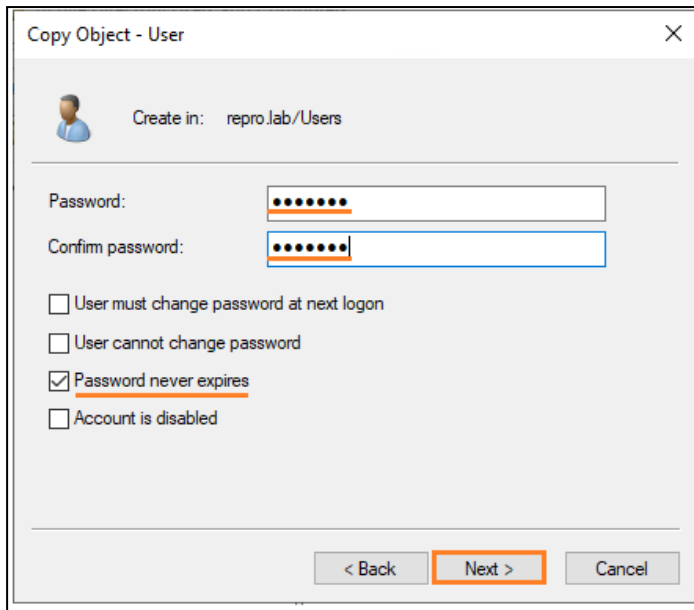 Copy Object - User
Create in: repro.lab/Users
Password: ●●●●●●●
Confirm password: ●●●●●●●
User must change password at next logon
User cannot change password
Password never expires
Account is disabled
< Back Next > Cancel